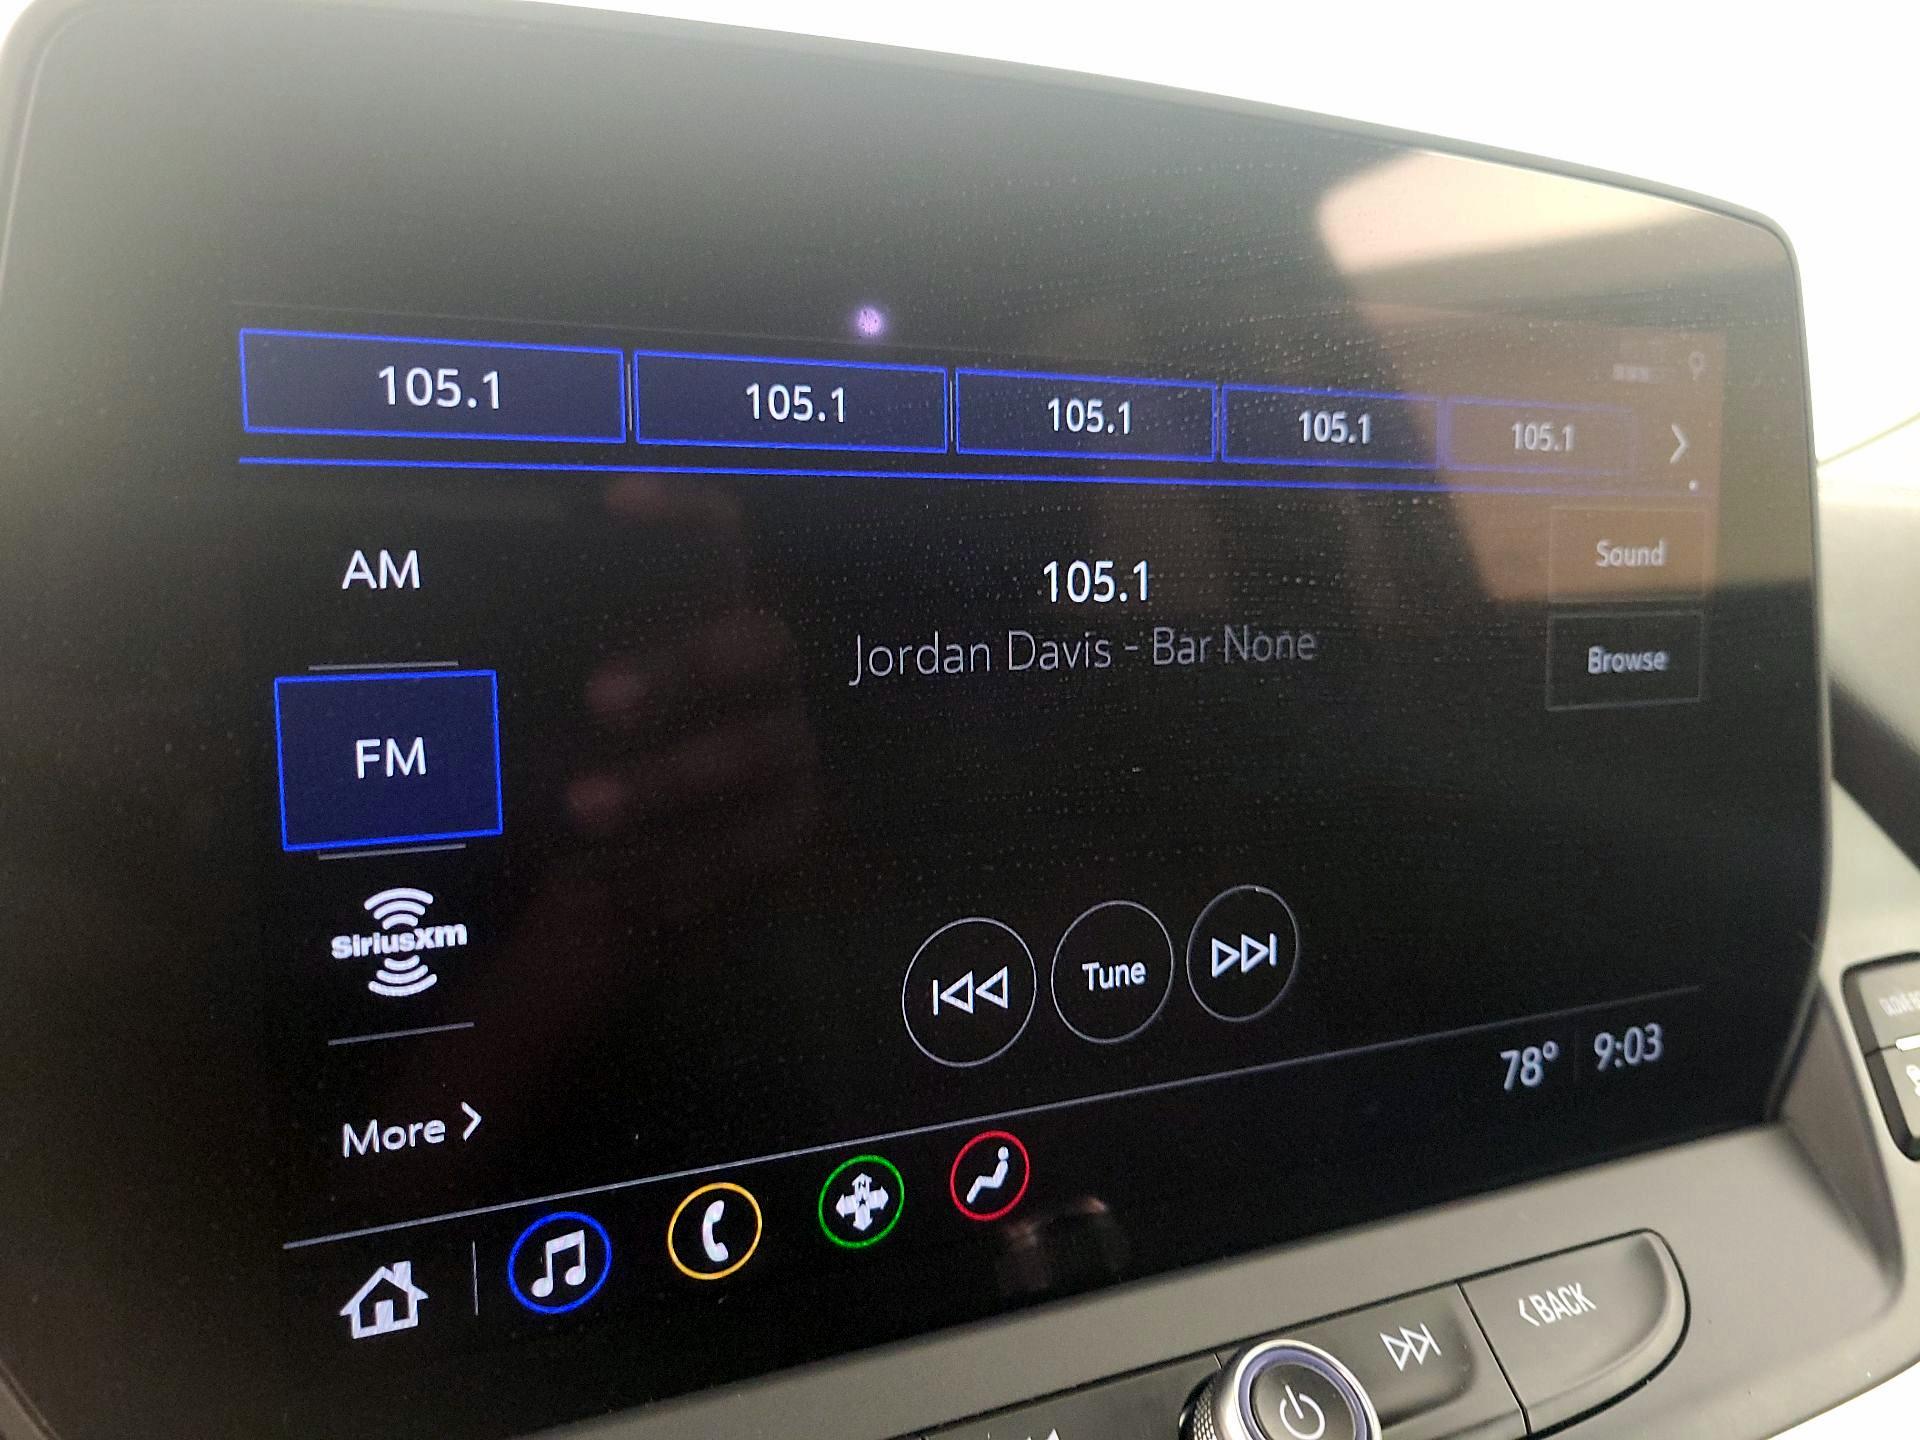 105.1 105.1 105.1 105.1 105.1
AM
105.1
Sound
Jordan Davis - Bar None
Browse
FM
SiriusXm
Tune
78° 9:03
More
BACK